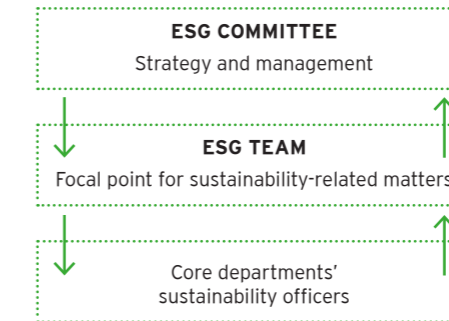 ESG COMMITTEE
Strategy and management
ESG TEAM
Focal point for sustainability-related matters
Core departments'
sustainability officers